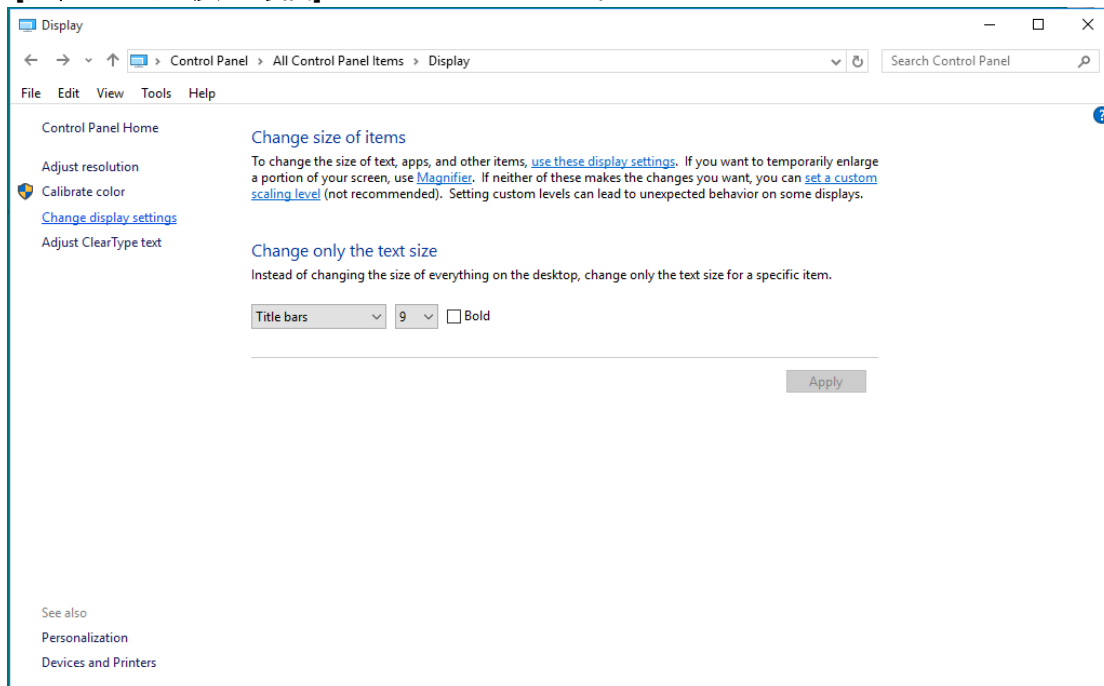 Display
Control Panel > All Control Panel Items > Display
Search Control Panel
File Edit View Tools Help
Control Panel Home
Adjust resolution
Calibrate color
Change display settings
Adjust ClearType text
Change size of items
To change the size of text, apps, and other items, use these display settings. If you want to temporarily enlarge
a portion of your screen, use Magnifier. If neither of these makes the changes you want, you can set a custom
scaling level (not recommended). Setting custom levels can lead to unexpected behavior on some displays.
Change only the text size
Instead of changing the size of everything on the desktop, change only the text size for a specific item.
Title bars 9 Bold
Apply
See also
Personalization
Devices and Printers